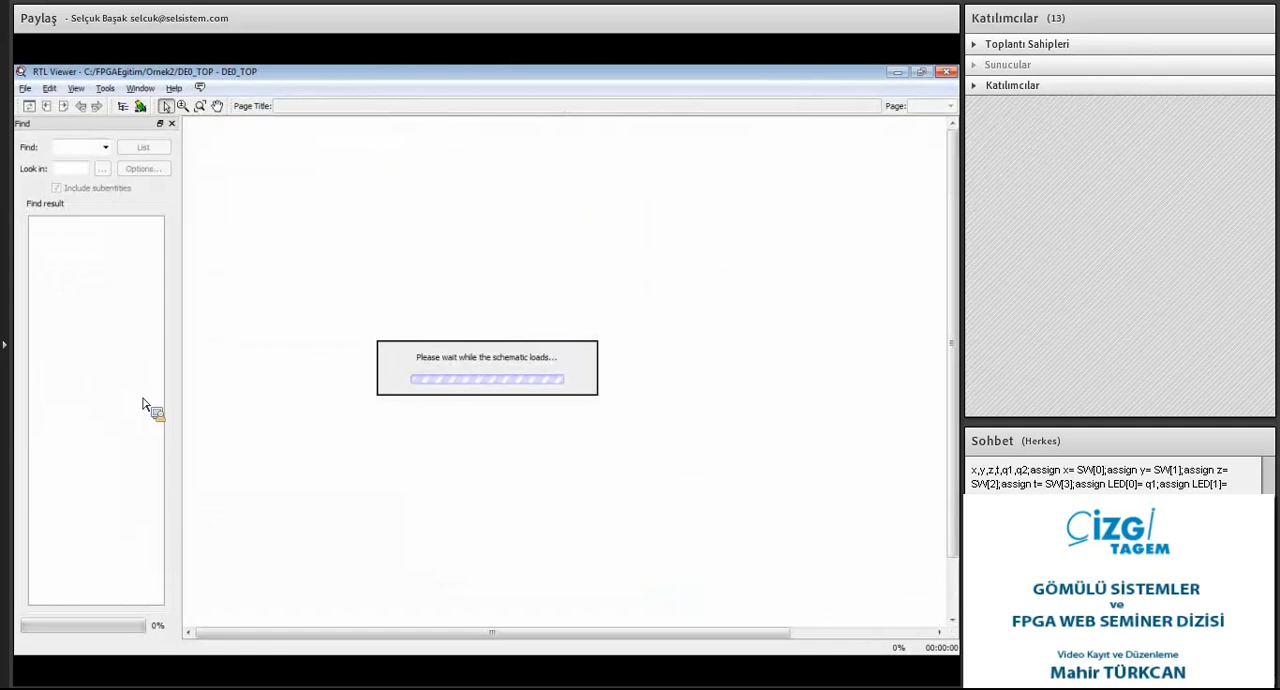 Paylaş - Selçuk Başak selcuk@selsistem.com
RTL Viewer - C:/FPGAEgitim/Ornek2/DE0_TOP - DE0_TOP
File Edit View Tools Window Help
Page Title:
Page:
Find
Find:
List
Look in:
...
Options...
Include subentities
Find result
Please wait while the schematic loads...
0%
0% 00:00:00
Katılımcılar (13)
Toplantı Sahipleri
Sunucular
Katılımcılar
Sohbet (Herkes)
x,y,z,t,q1,q2;assign x= SW[0];assign y= SW[1];assign z=
SW[2];assign t= SW[3];assign LED[0]= q1;assign LED[1]=
ÇİZGİ
TAGEM
GÖMÜLÜ SİSTEMLER
ve
FPGA WEB SEMİNER DİZİSİ
Video Kayıt ve Düzenleme
Mahir TÜRKCAN